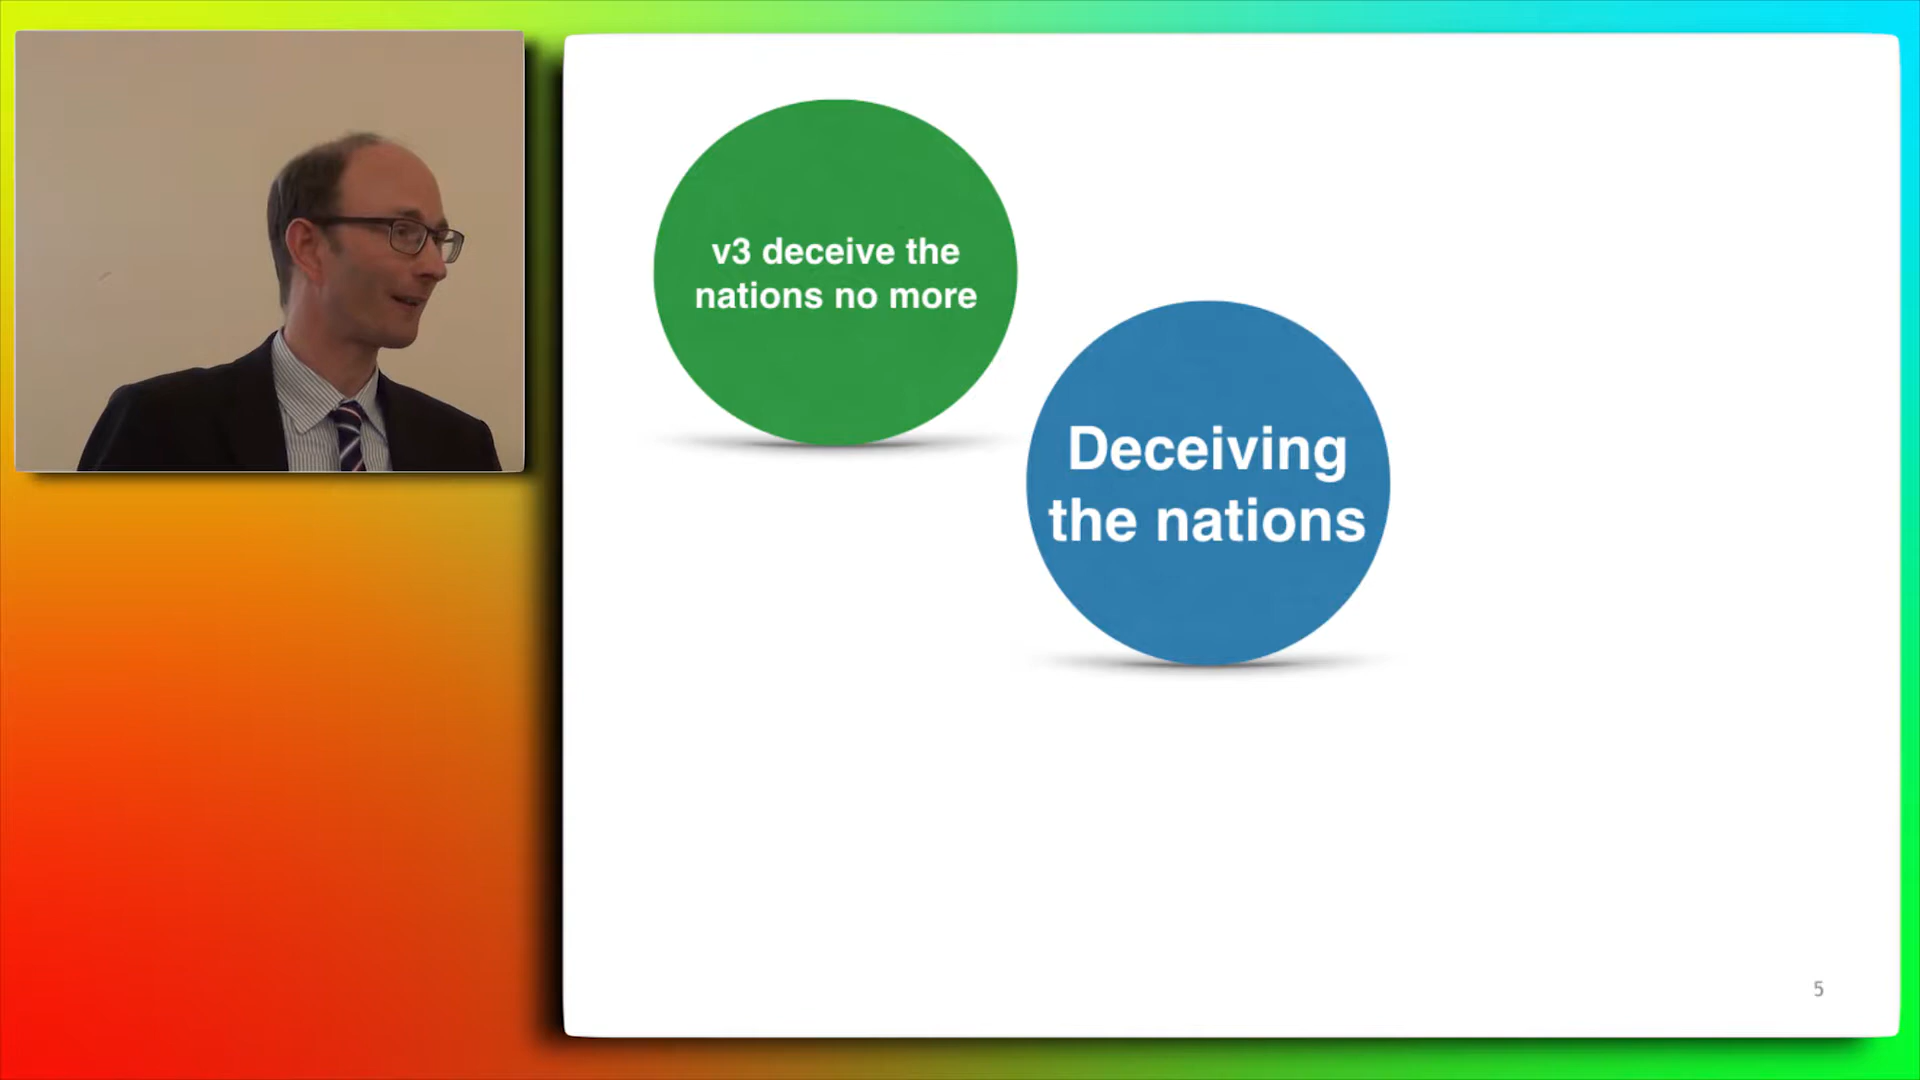 v3 deceive the
nations no more
Deceiving
the nations
5